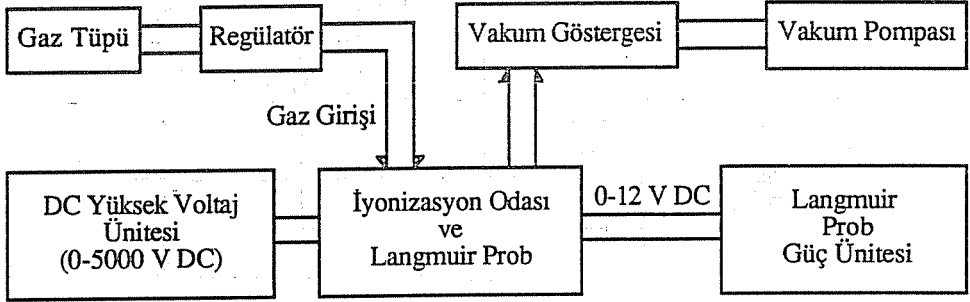 Gaz Tüpü
Regülatör
Vakum Göstergesi
Vakum Pompası
Gaz Girişi
DC Yüksek Voltaj
Ünitesi
(0-5000 V DC)
İyonizasyon Odası
ve
Langmuir Prob
0-12 V DC
Langmuir
Prob
Güç Ünitesi